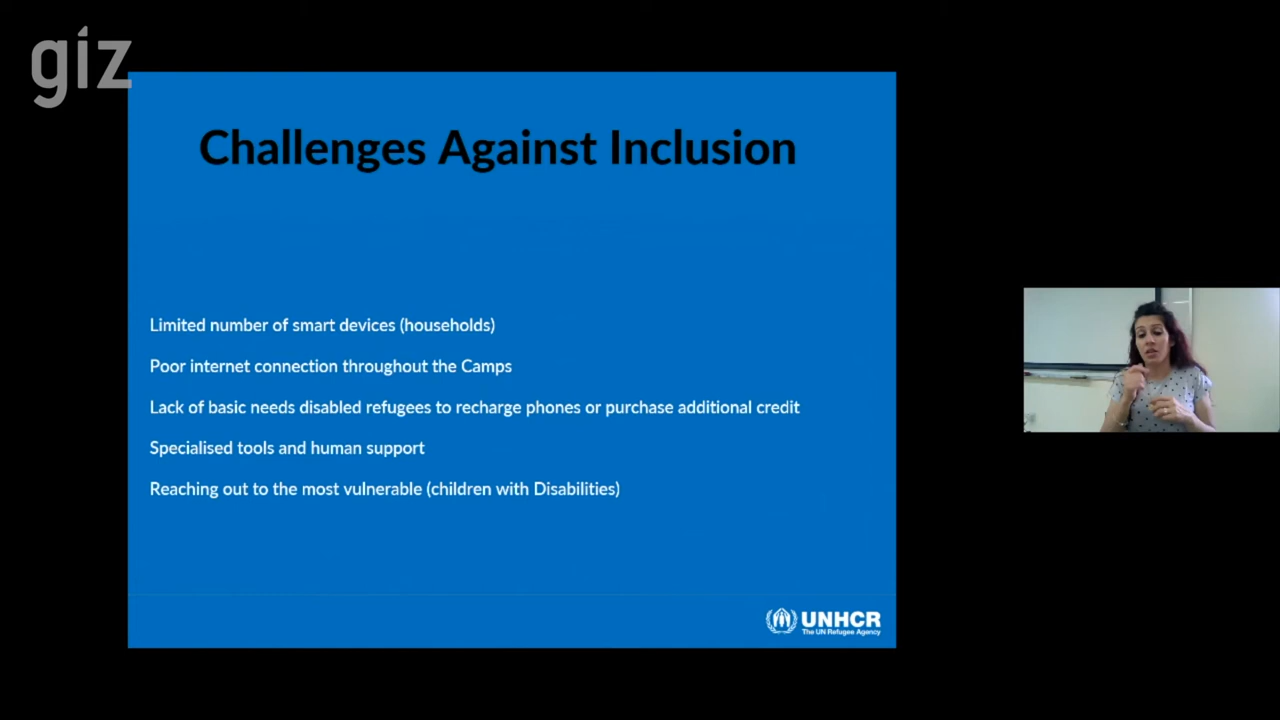 giz
Challenges Against Inclusion
Limited number of smart devices (households)
Poor internet connection throughout the Camps
Lack of basic needs disabled refugees to recharge phones or purchase additional credit
Specialised tools and human support
Reaching out to the most vulnerable (children with Disabilities)
UNHCR
The UN Refugee Agency